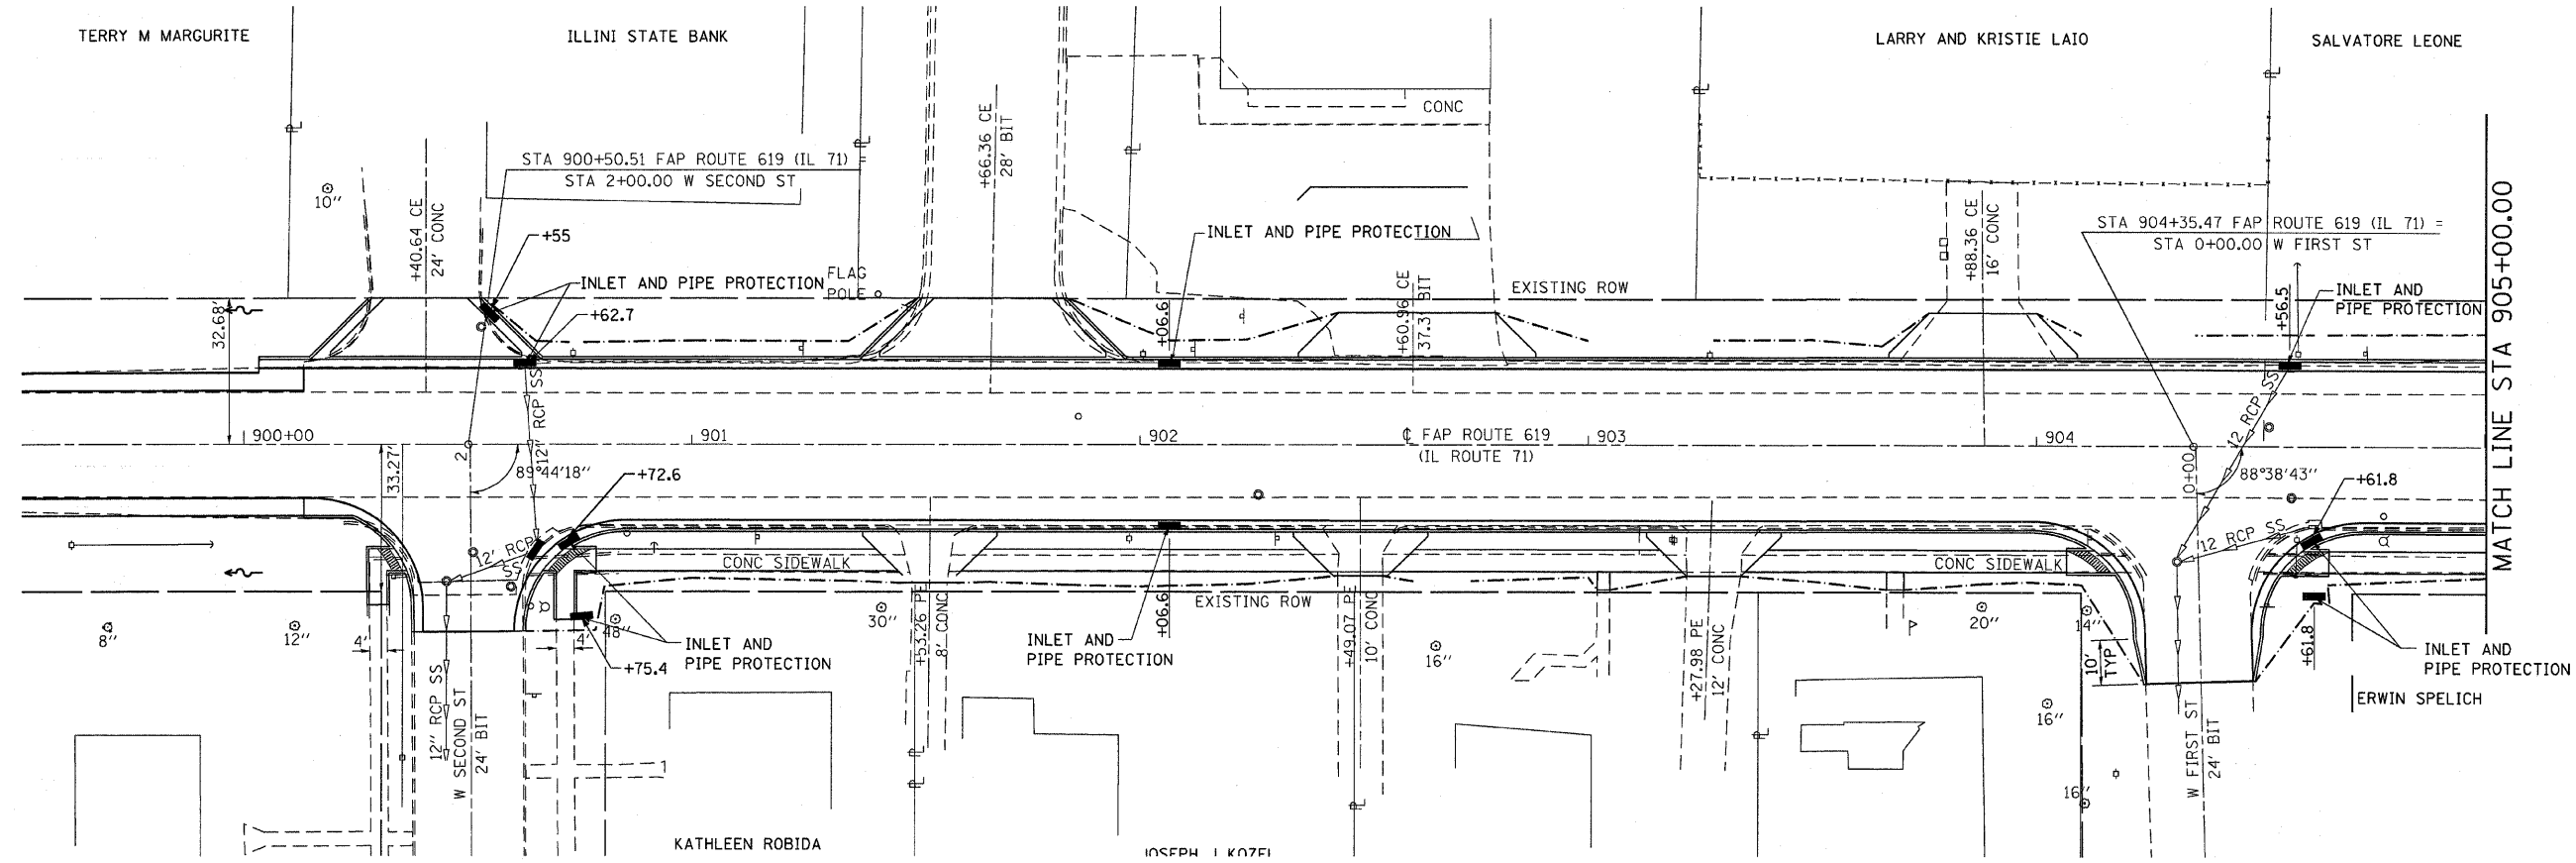 TERRY M MARGURITE
ILLINI STATE BANK
LARRY AND KRISTIE LAIO
SALVATORE LEONE
CONC
+66.36 CE
28' BIT
STA 900+50.51 FAP ROUTE 619 (IL 71) =
STA 2+00.00 W SECOND ST
10"
+40.64 CE
24' CONC
+55
INLET AND PIPE PROTECTION
FLAG
POLE
+62.7
INLET AND PIPE PROTECTION
+88.36 CE
16' CONC
STA 904+35.47 FAP ROUTE 619 (IL 71) =
STA 0+00.00 W FIRST ST
EXISTING ROW
INLET AND
PIPE PROTECTION
+56.5
32.68'
+06.6
+60.96 CE
37.3' BIT
MATCH LINE STA 905+00.00
12" RCP SS
12 RCP SS
900+00
901
902
℄ FAP ROUTE 619
(IL ROUTE 71)
903
904
2
33.27'
89°44'18"
+72.6
0+00
88°38'43"
+61.8
12' RCP
SS
12 RCP SS
CONC SIDEWALK
CONC SIDEWALK
EXISTING ROW
8"
12"
4'
4'
48"
30"
+53.26 PE
8' CONC
+06.6
+49.07 PE
10' CONC
16"
+27.98 PE
12' CONC
20"
14"
10'
TYP
+61.8
INLET AND
PIPE PROTECTION
+75.4
INLET AND
PIPE PROTECTION
INLET AND
PIPE PROTECTION
ERWIN SPELICH
12" RCP SS
W SECOND ST
24' BIT
16"
16"
W FIRST ST
24' BIT
KATHLEEN ROBIDA
JOSEPH J KOZEL